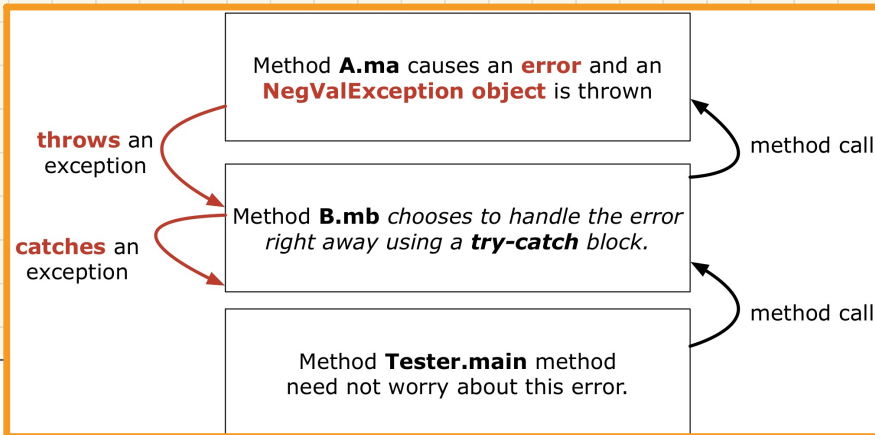 Method A.ma causes an error and an
NegValException object is thrown
throws an
exception
method call
Method B.mb chooses to handle the error
right away using a try-catch block.
catches an
exception
method call
Method Tester.main method
need not worry about this error.